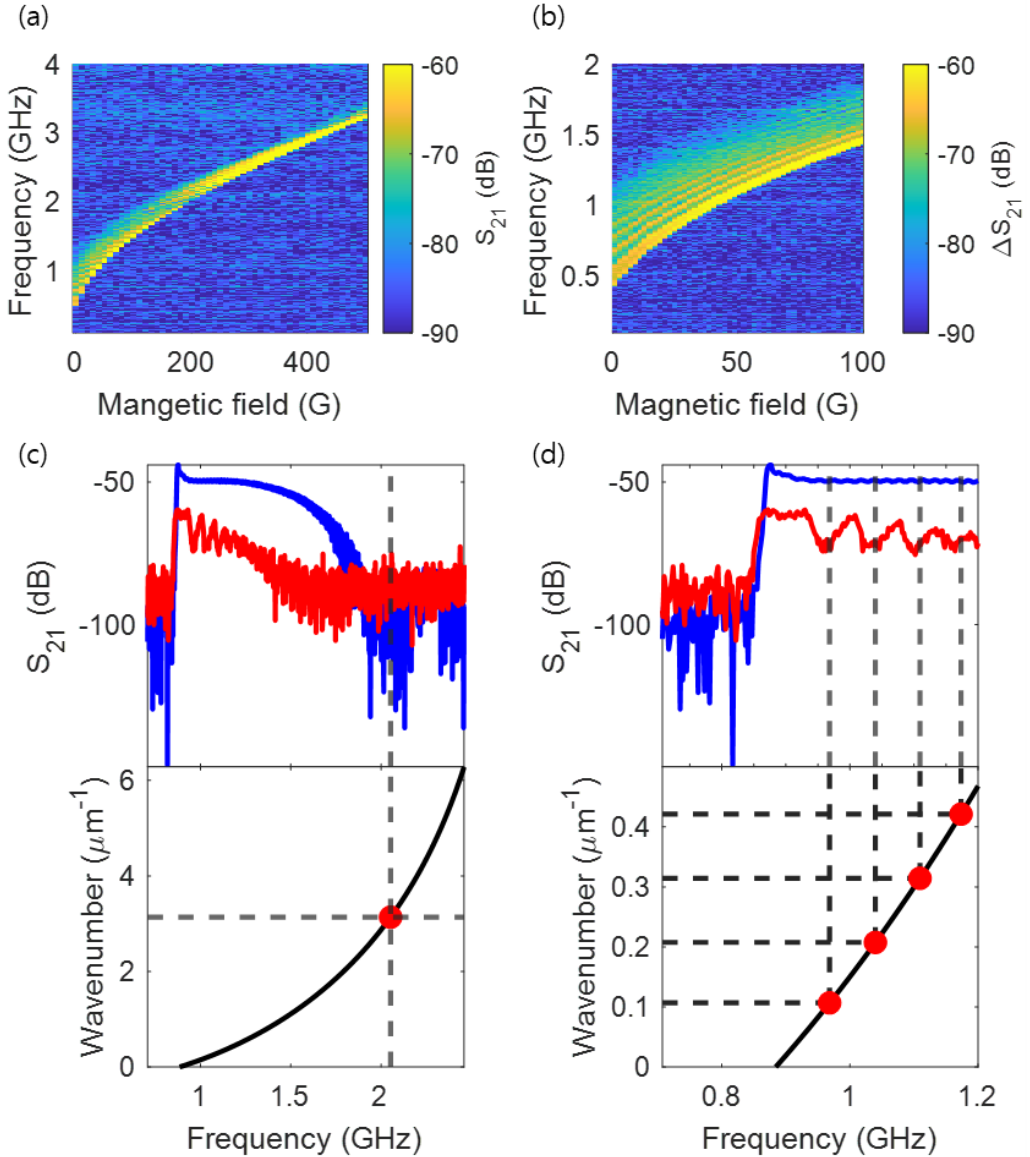 (a)
4
3
2
1
Frequency (GHz)
0 200 400
Mangetic field (G)
-60
-70
-80
-90
S21 (dB)
(b)
2
1.5
1
0.5
Frequency (GHz)
0 50 100
Magnetic field (G)
-60
-70
-80
-90
ΔS21 (dB)
(c)
-50
-100
S21 (dB)
6
4
2
0
Wavenumber (μm-1)
1 1.5 2
Frequency (GHz)
(d)
-50
-100
S21 (dB)
0.4
0.3
0.2
0.1
0
Wavenumber (μm-1)
0.8 1 1.2
Frequency (GHz)